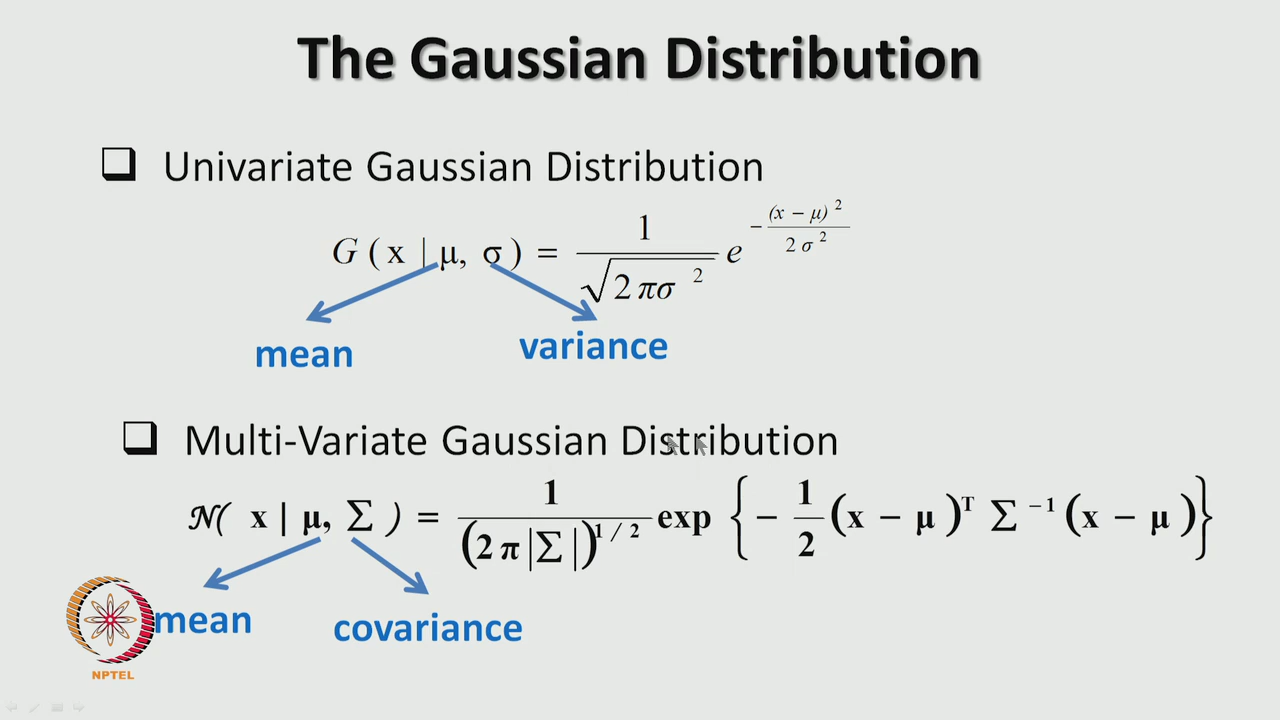 The Gaussian Distribution
❑ Univariate Gaussian Distribution
G ( x | μ, σ ) = 1 / √(2πσ²) e^(−(x − μ)² / 2σ²)
mean variance
❑ Multi-Variate Gaussian Distribution
𝒩( x | μ, Σ ) = 1 / (2π|Σ|)^(1/2) exp {− 1/2 (x − μ)ᵀ Σ⁻¹ (x − μ)}
mean covariance
NPTEL